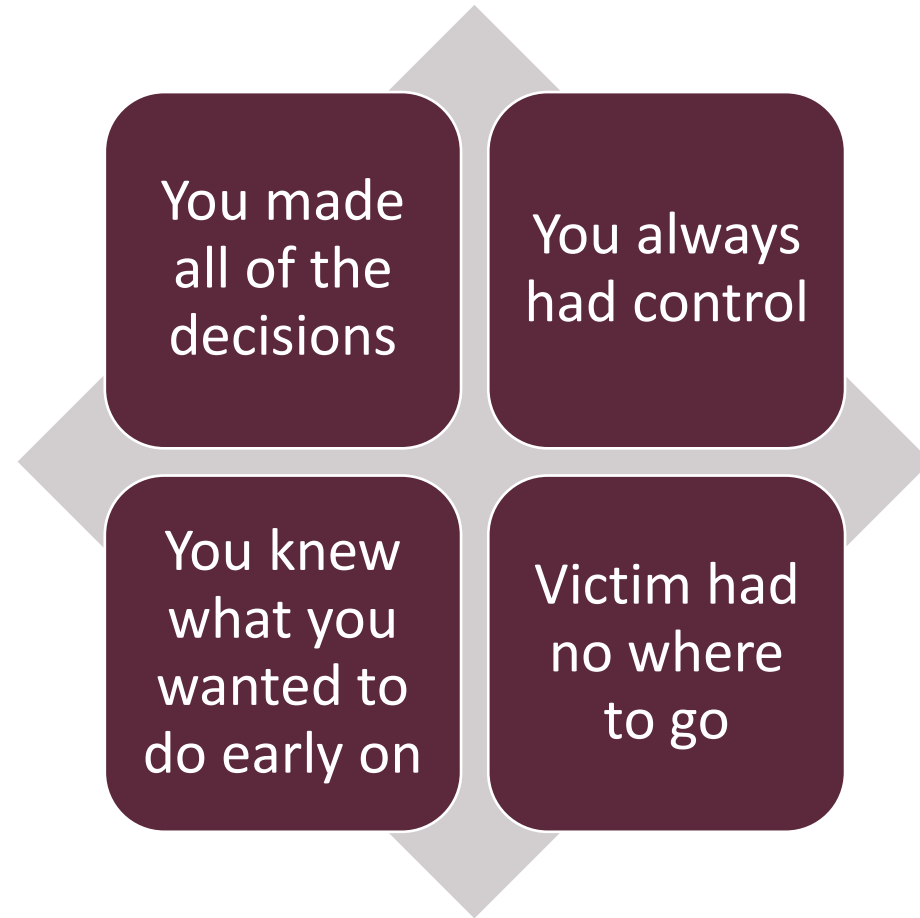 You made
all of the
decisions
You always
had control
You knew
what you
wanted to
do early on
Victim had
no where
to go